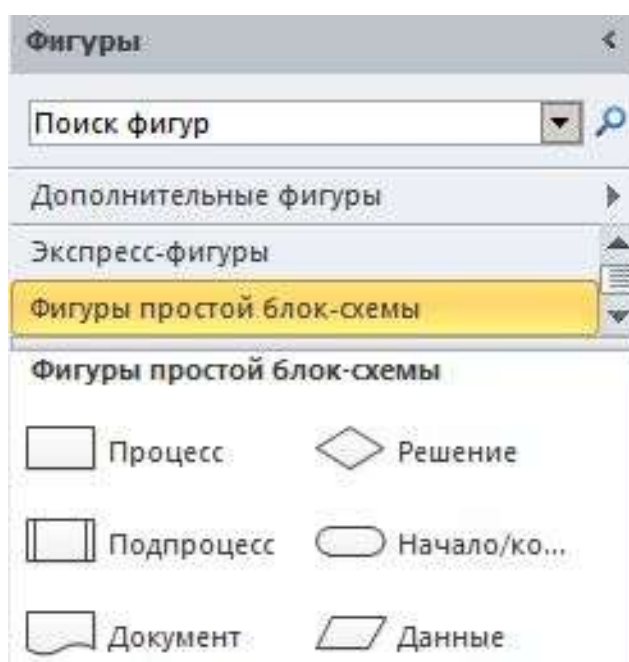 Фигуры
Поиск фигур
Дополнительные фигуры
Экспресс-фигуры
Фигуры простой блок-схемы
Фигуры простой блок-схемы
Процесс Решение
Подпроцесс Начало/ко...
Документ Данные